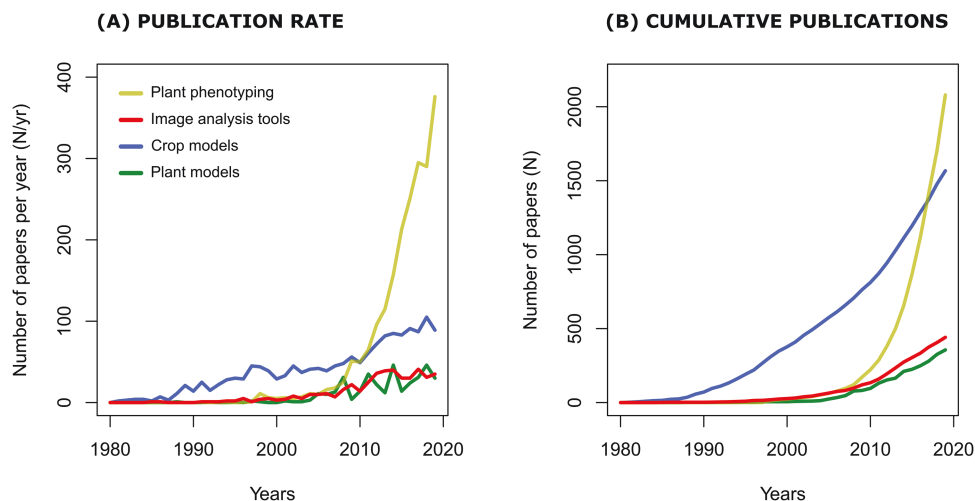 (A) PUBLICATION RATE
Number of papers per year (N/yr)
400
300
200
100
0
Plant phenotyping
Image analysis tools
Crop models
Plant models
1980
1990
2000
2010
2020
Years
(B) CUMULATIVE PUBLICATIONS
Number of papers (N)
2000
1500
1000
500
0
1980
1990
2000
2010
2020
Years